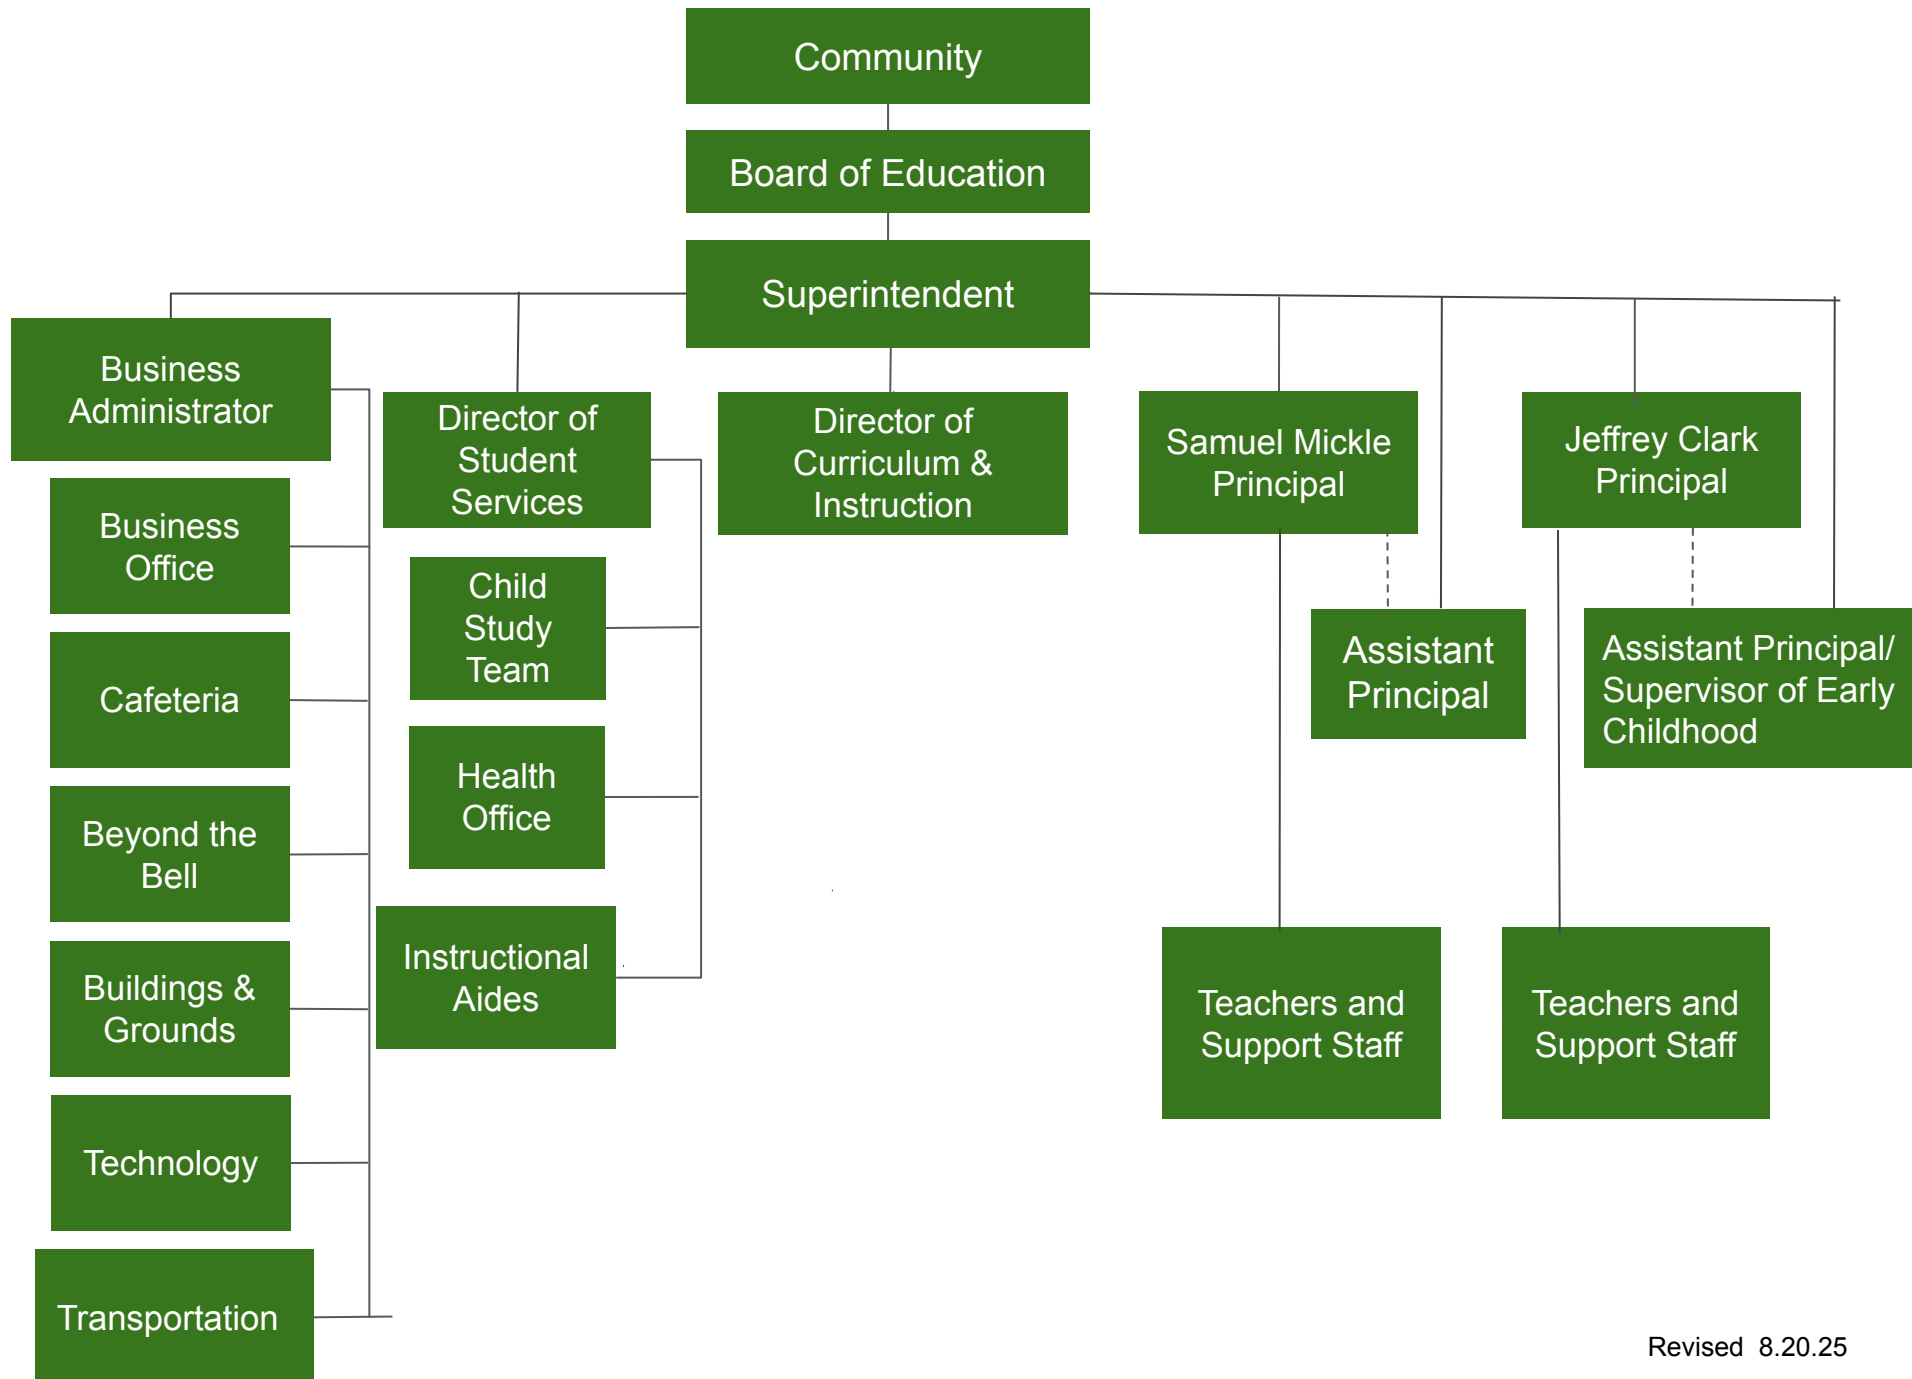 Community
Board of Education
Superintendent
Business
Administrator
Business
Office
Cafeteria
Beyond the
Bell
Buildings &
Grounds
Technology
Transportation
Director of
Student
Services
Child
Study
Team
Health
Office
Instructional
Aides
Director of
Curriculum &
Instruction
Samuel Mickle
Principal
Assistant
Principal
Teachers and
Support Staff
Jeffrey Clark
Principal
Assistant Principal/
Supervisor of Early
Childhood
Teachers and
Support Staff
Revised 8.20.25